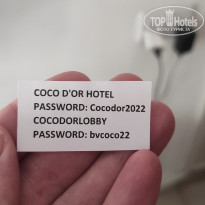 TOP Hotels
COCO D'OR HOTEL
PASSWORD: Cocodor2022
COCODORLOBBY
PASSWORD: bvcoco22